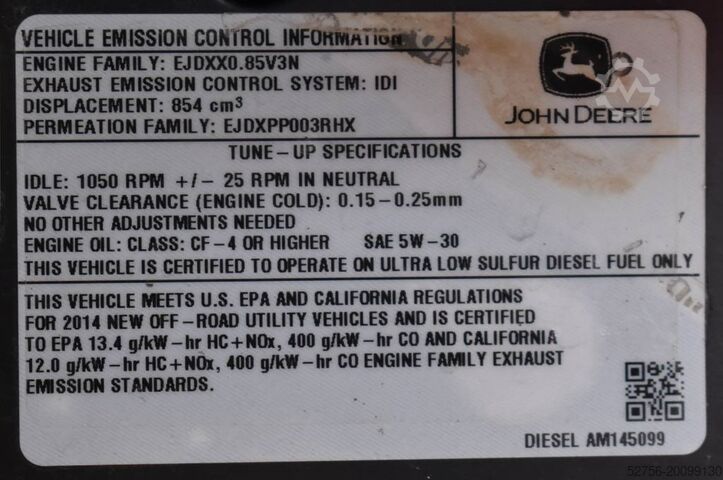 VEHICLE EMISSION CONTROL INFORMATION
ENGINE FAMILY: EJDXX0.85V3N
EXHAUST EMISSION CONTROL SYSTEM: IDI
DISPLACEMENT: 854 cm³
PERMEATION FAMILY: EJDXPP003RHX
JOHN DEERE
TUNE-UP SPECIFICATIONS
IDLE: 1050 RPM +/- 25 RPM IN NEUTRAL
VALVE CLEARANCE (ENGINE COLD): 0.15-0.25mm
NO OTHER ADJUSTMENTS NEEDED
ENGINE OIL: CLASS: CF-4 OR HIGHER SAE 5W-30
THIS VEHICLE IS CERTIFIED TO OPERATE ON ULTRA LOW SULFUR DIESEL FUEL ONLY
THIS VEHICLE MEETS U.S. EPA AND CALIFORNIA REGULATIONS
FOR 2014 NEW OFF-ROAD UTILITY VEHICLES AND IS CERTIFIED
TO EPA 13.4 g/kW-hr HC+NOx, 400 g/kW-hr CO AND CALIFORNIA
12.0 g/kW-hr HC+NOx, 400 g/kW-hr CO ENGINE FAMILY EXHAUST
EMISSION STANDARDS.
DIESEL AM145099
52756-20099130